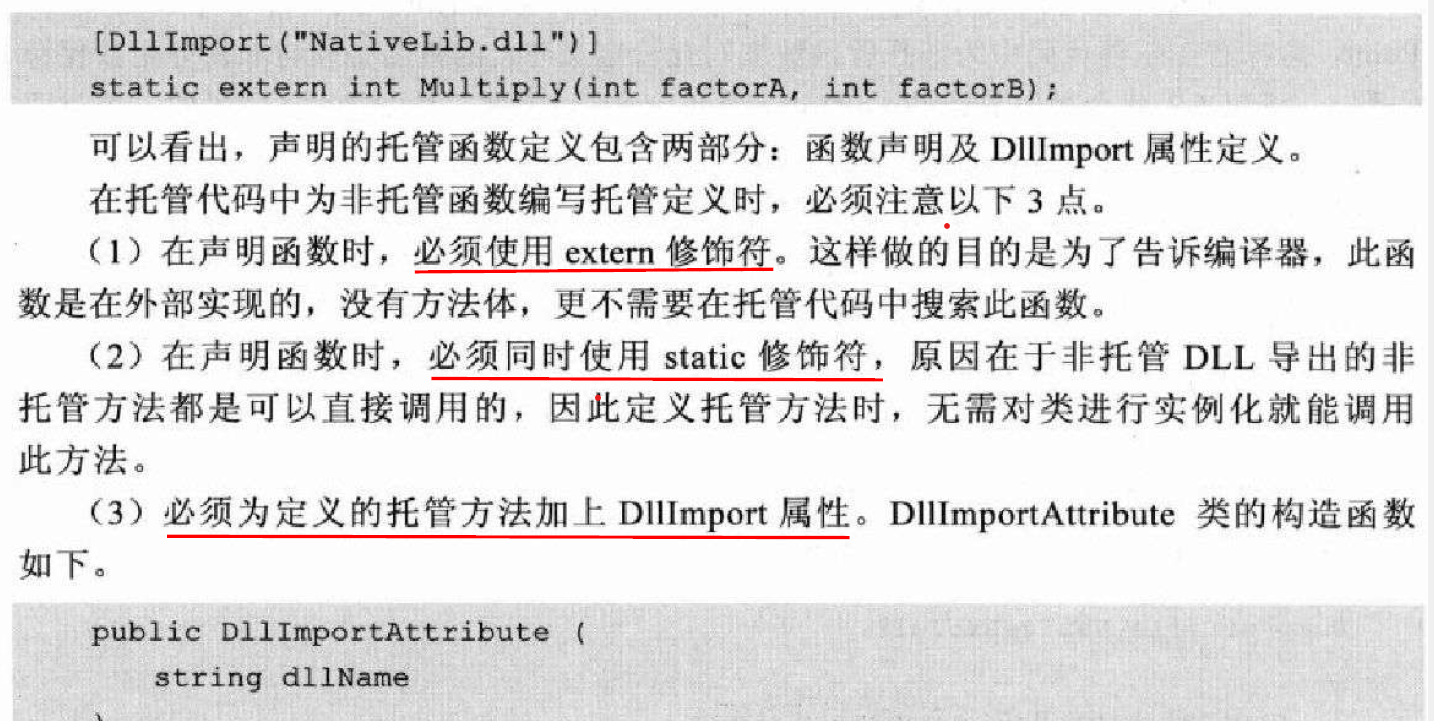 [DllImport("NativeLib.dll")]
static extern int Multiply(int factorA, int factorB);
可以看出，声明的托管函数定义包含两部分：函数声明及 DllImport 属性定义。
在托管代码中为非托管函数编写托管定义时，必须注意以下 3 点。
（1）在声明函数时，必须使用 extern 修饰符。这样做的目的是为了告诉编译器，此函
数是在外部实现的，没有方法体，更不需要在托管代码中搜索此函数。
（2）在声明函数时，必须同时使用 static 修饰符，原因在于非托管 DLL 导出的非
托管方法都是可以直接调用的，因此定义托管方法时，无需对类进行实例化就能调用
此方法。
（3）必须为定义的托管方法加上 DllImport 属性。DllImportAttribute 类的构造函数
如下。
public DllImportAttribute (
string dllName
)